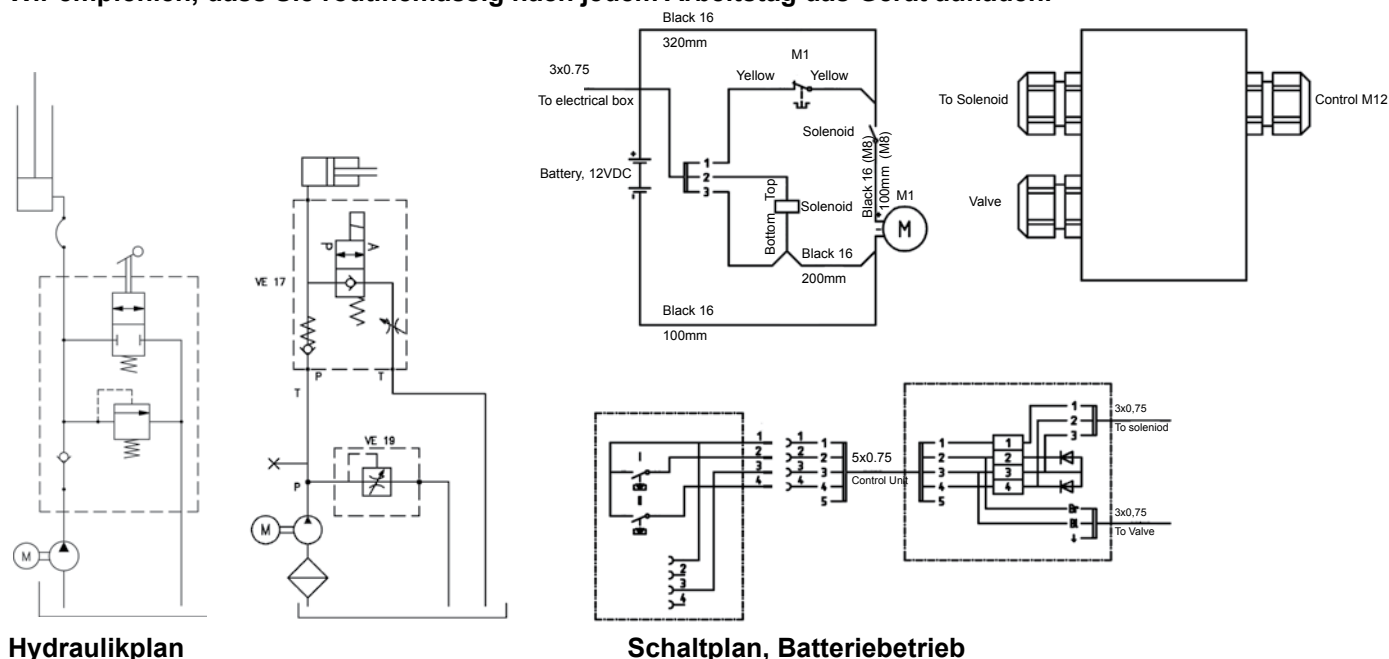 Wir empfehlen, dass Sie routinemässig nach jedem Arbeitstag das Gerät aufladen.
Black 16
320mm
M1
3x0.75
Yellow Yellow
To electrical box
Solenoid
Battery, 12VDC
+
-
1
2
3
Top
Solenoid
Bottom
Black 16 (M8)
100mm (M8)
M1
M
Black 16
200mm
Black 16
100mm
To Solenoid
Control M12
Valve
M
VE 17
A
P
P
T
T
VE 19
P
M
I
II
1
2
3
4
2
3
4
1
2
3
4
1
2
3
4
5
5x0.75
Control Unit
1
2
3
4
5
1
2
3
4
1
2
3
3x0,75
To soleniod
Br
Bl
3x0,75
To Valve
Hydraulikplan
Schaltplan, Batteriebetrieb